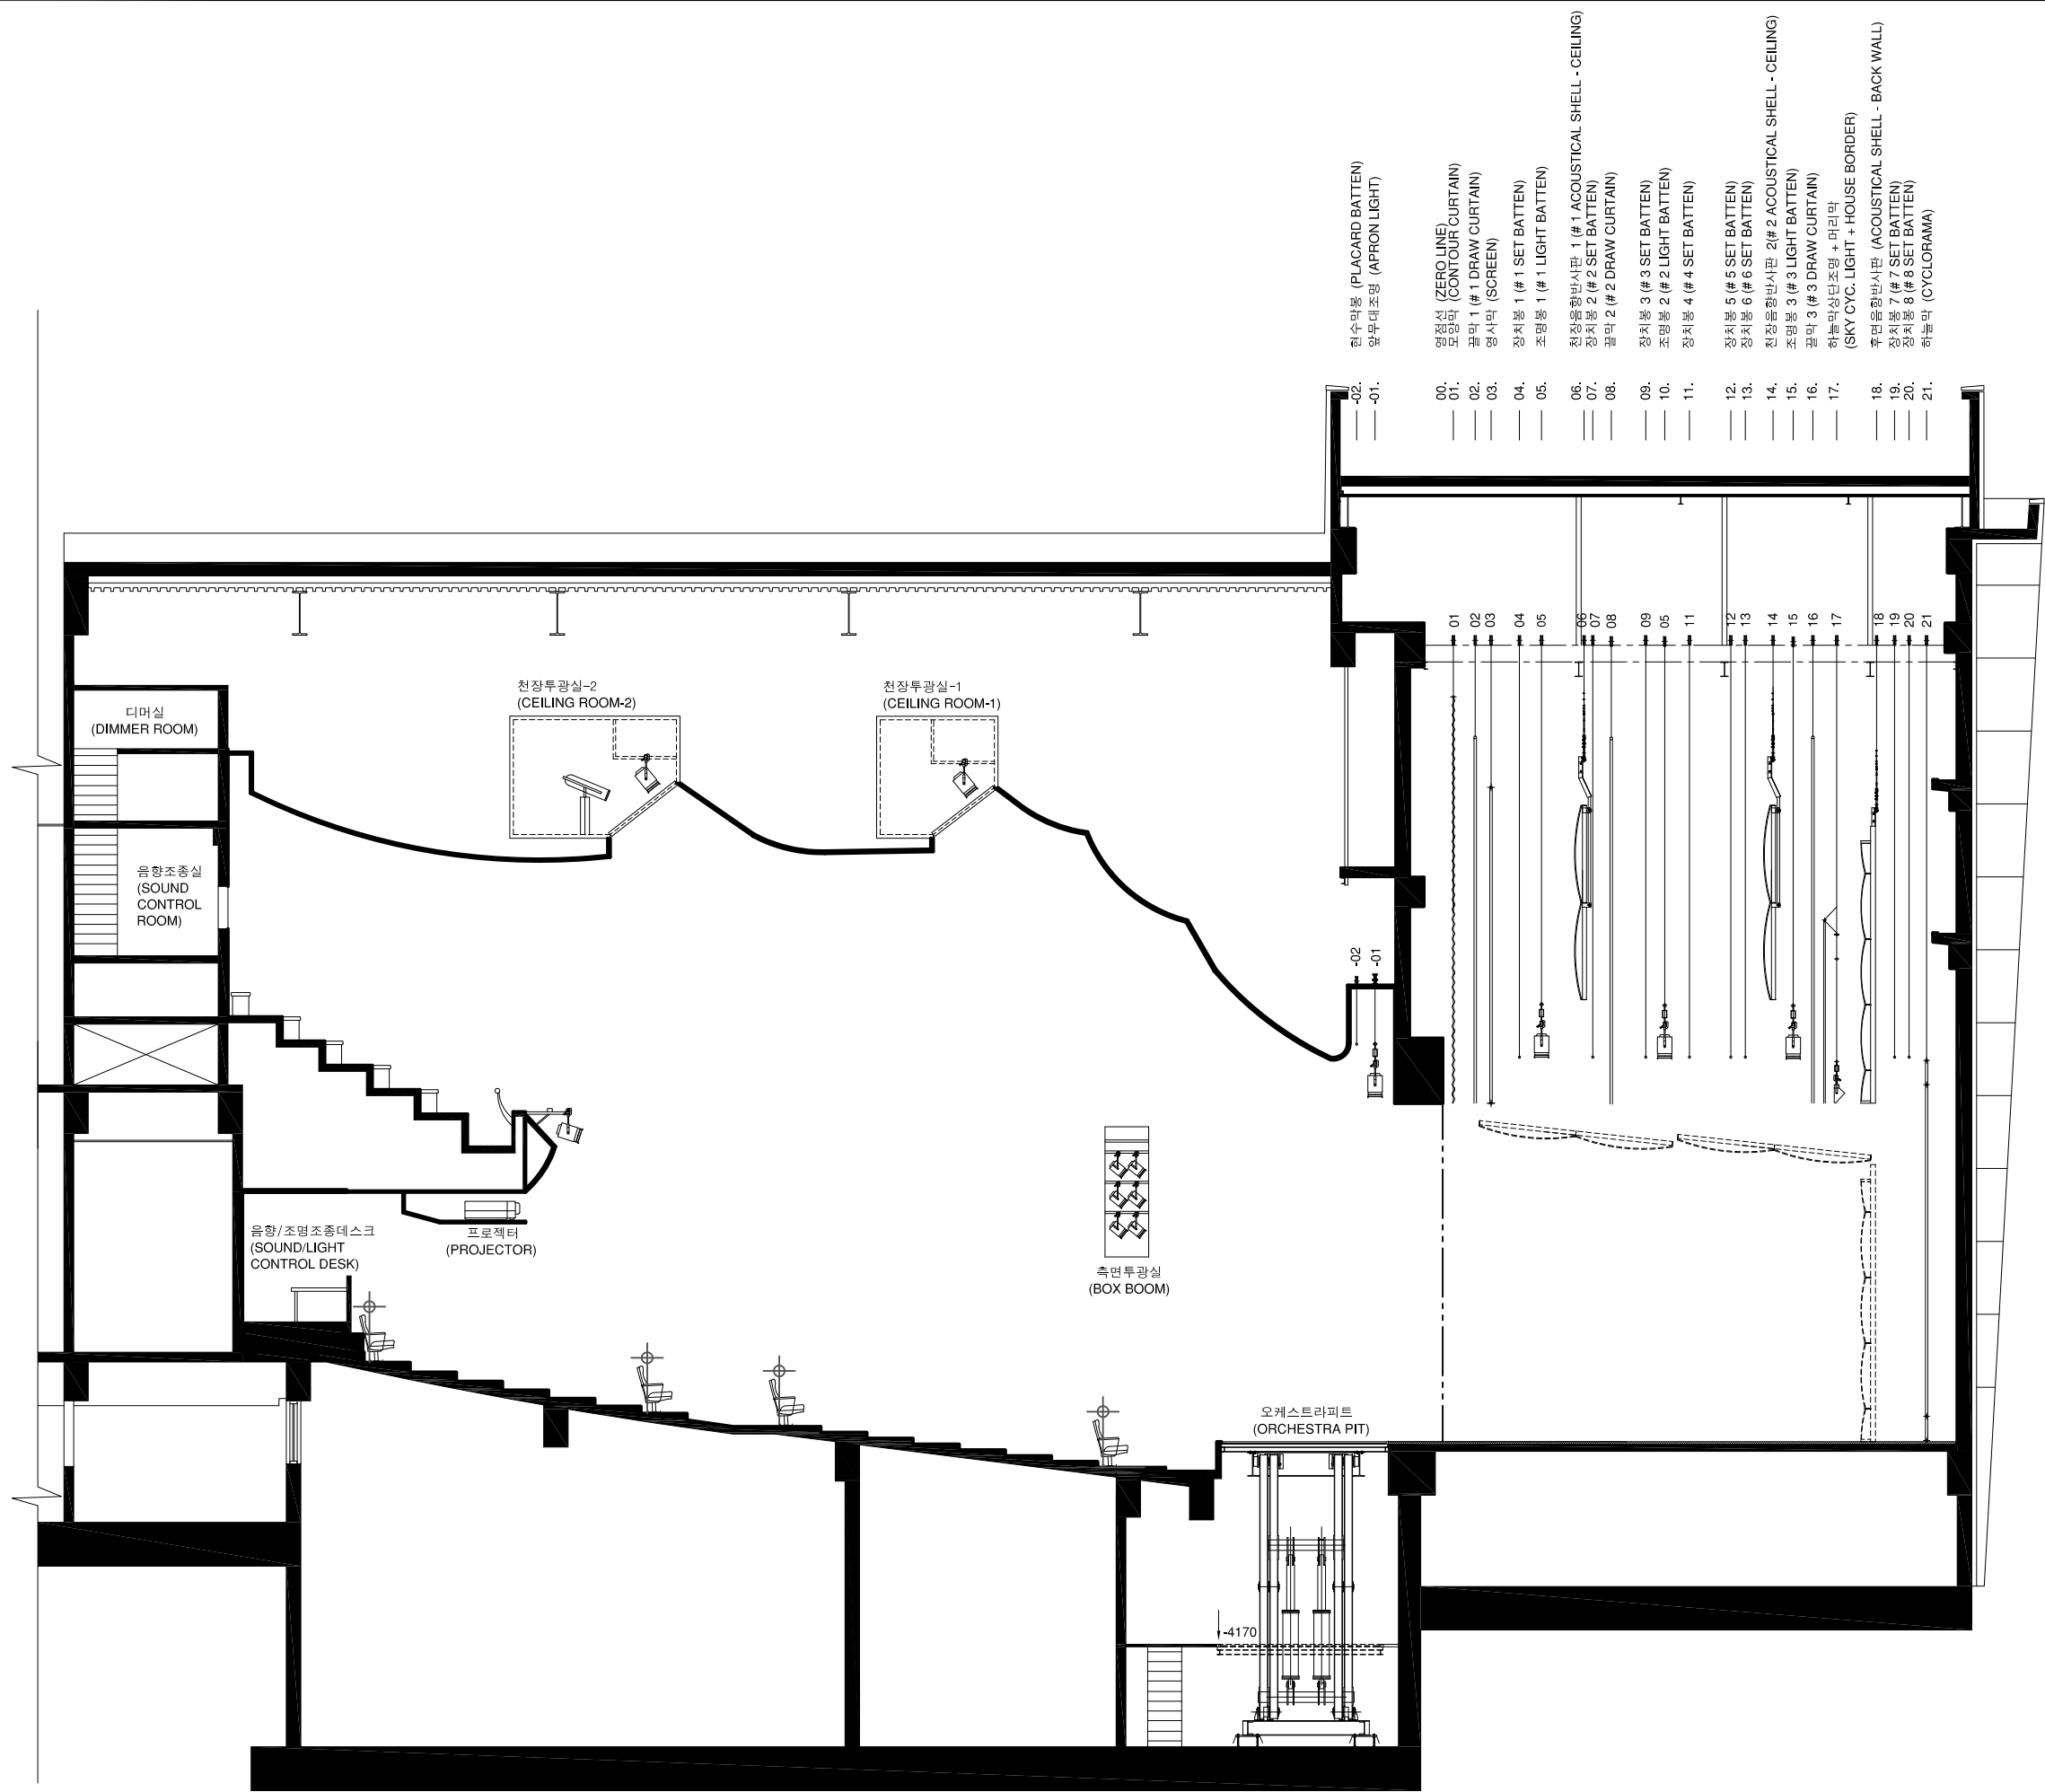 -02. 현수막봉 (PLACARD BATTEN)
-01. 앞무대조명 (APRON LIGHT)
00. 영점선 (ZERO LINE)
01. 모양막 (CONTOUR CURTAIN)
02. 끌막 1 (# 1 DRAW CURTAIN)
03. 영사막 (SCREEN)
04. 장치봉 1 (# 1 SET BATTEN)
05. 조명봉 1 (# 1 LIGHT BATTEN)
06. 천장음향반사판 1 (# 1 ACOUSTICAL SHELL - CEILING)
07. 장치봉 2 (# 2 SET BATTEN)
08. 끌막 2 (# 2 DRAW CURTAIN)
09. 장치봉 3 (# 3 SET BATTEN)
10. 조명봉 2 (# 2 LIGHT BATTEN)
11. 장치봉 4 (# 4 SET BATTEN)
12. 장치봉 5 (# 5 SET BATTEN)
13. 장치봉 6 (# 6 SET BATTEN)
14. 천장음향반사판 2(# 2 ACOUSTICAL SHELL - CEILING)
15. 조명봉 3 (# 3 LIGHT BATTEN)
16. 끌막 3 (# 3 DRAW CURTAIN)
17. 하늘막상단조명 + 머리막
(SKY CYC. LIGHT + HOUSE BORDER)
18. 후면음향반사판 (ACOUSTICAL SHELL - BACK WALL)
19. 장치봉 7 (# 7 SET BATTEN)
20. 장치봉 8 (# 8 SET BATTEN)
21. 하늘막 (CYCLORAMA)
01 02 03 04 05 06 07 08 09 05 11 12 13 14 15 16 17 18 19 20 21
천장투광실-2
(CEILING ROOM-2)
천장투광실-1
(CEILING ROOM-1)
디머실
(DIMMER ROOM)
음향조종실
(SOUND
CONTROL
ROOM)
-02 -01
음향/조명조종데스크
(SOUND/LIGHT
CONTROL DESK)
프로젝터
(PROJECTOR)
측면투광실
(BOX BOOM)
오케스트라피트
(ORCHESTRA PIT)
-4170